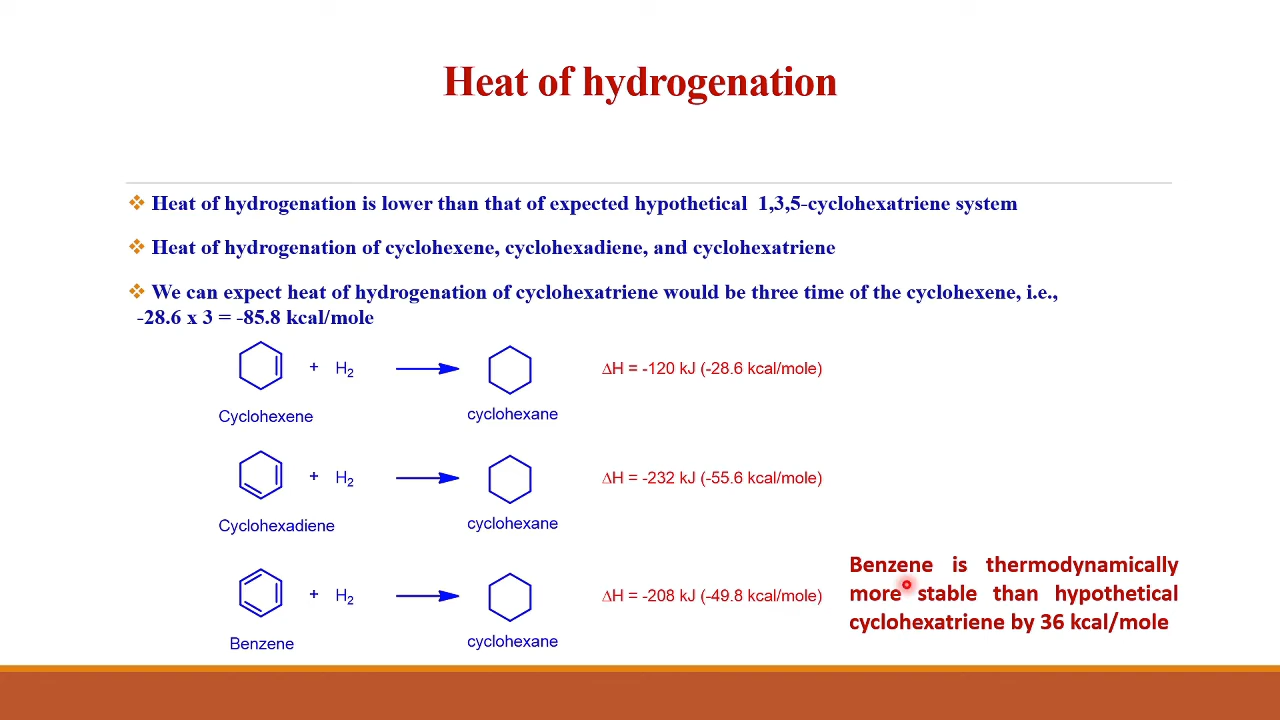 Heat of hydrogenation
❖ Heat of hydrogenation is lower than that of expected hypothetical 1,3,5-cyclohexatriene system
❖ Heat of hydrogenation of cyclohexene, cyclohexadiene, and cyclohexatriene
❖ We can expect heat of hydrogenation of cyclohexatriene would be three time of the cyclohexene, i.e.,
-28.6 x 3 = -85.8 kcal/mole
+ H₂ ΔH = -120 kJ (-28.6 kcal/mole)
Cyclohexene cyclohexane
+ H₂ ΔH = -232 kJ (-55.6 kcal/mole)
Cyclohexadiene cyclohexane
+ H₂ ΔH = -208 kJ (-49.8 kcal/mole)
Benzene cyclohexane
Benzene is thermodynamically
more stable than hypothetical
cyclohexatriene by 36 kcal/mole